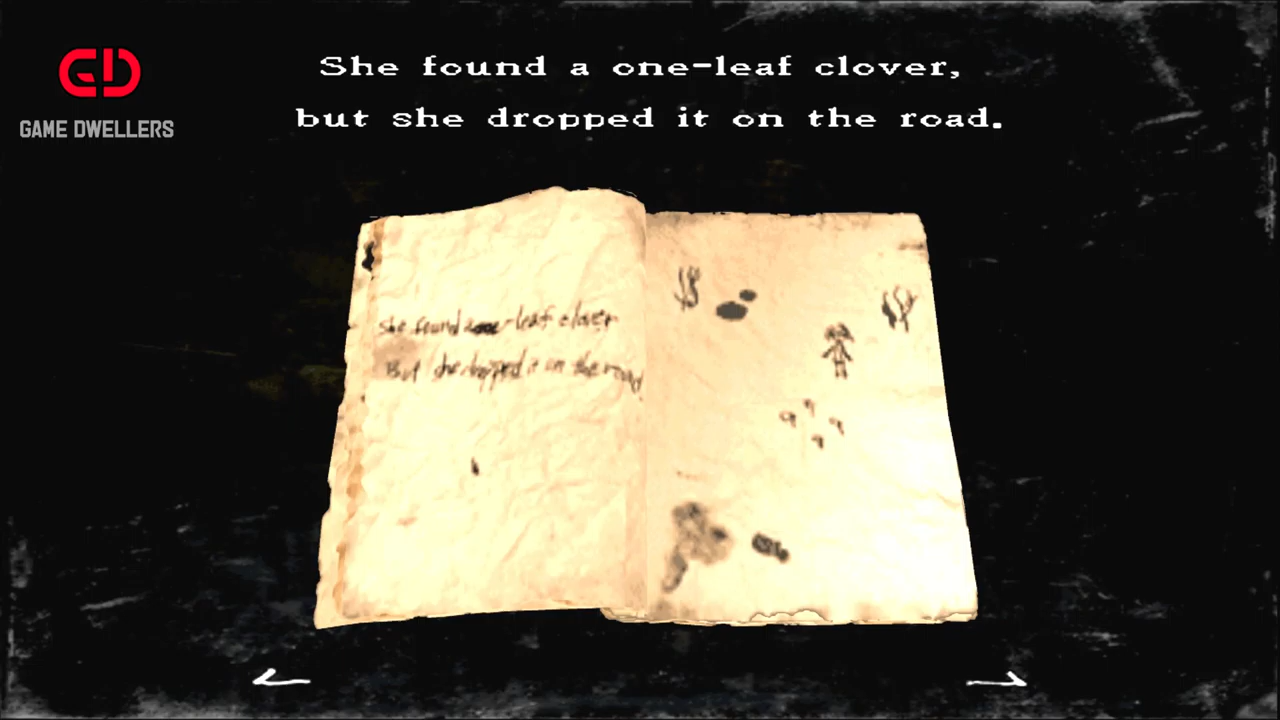 She found a one-leaf clover,
but she dropped it on the road.
GAME DWELLERS
She found a one-leaf clover
But she dropped it on the road